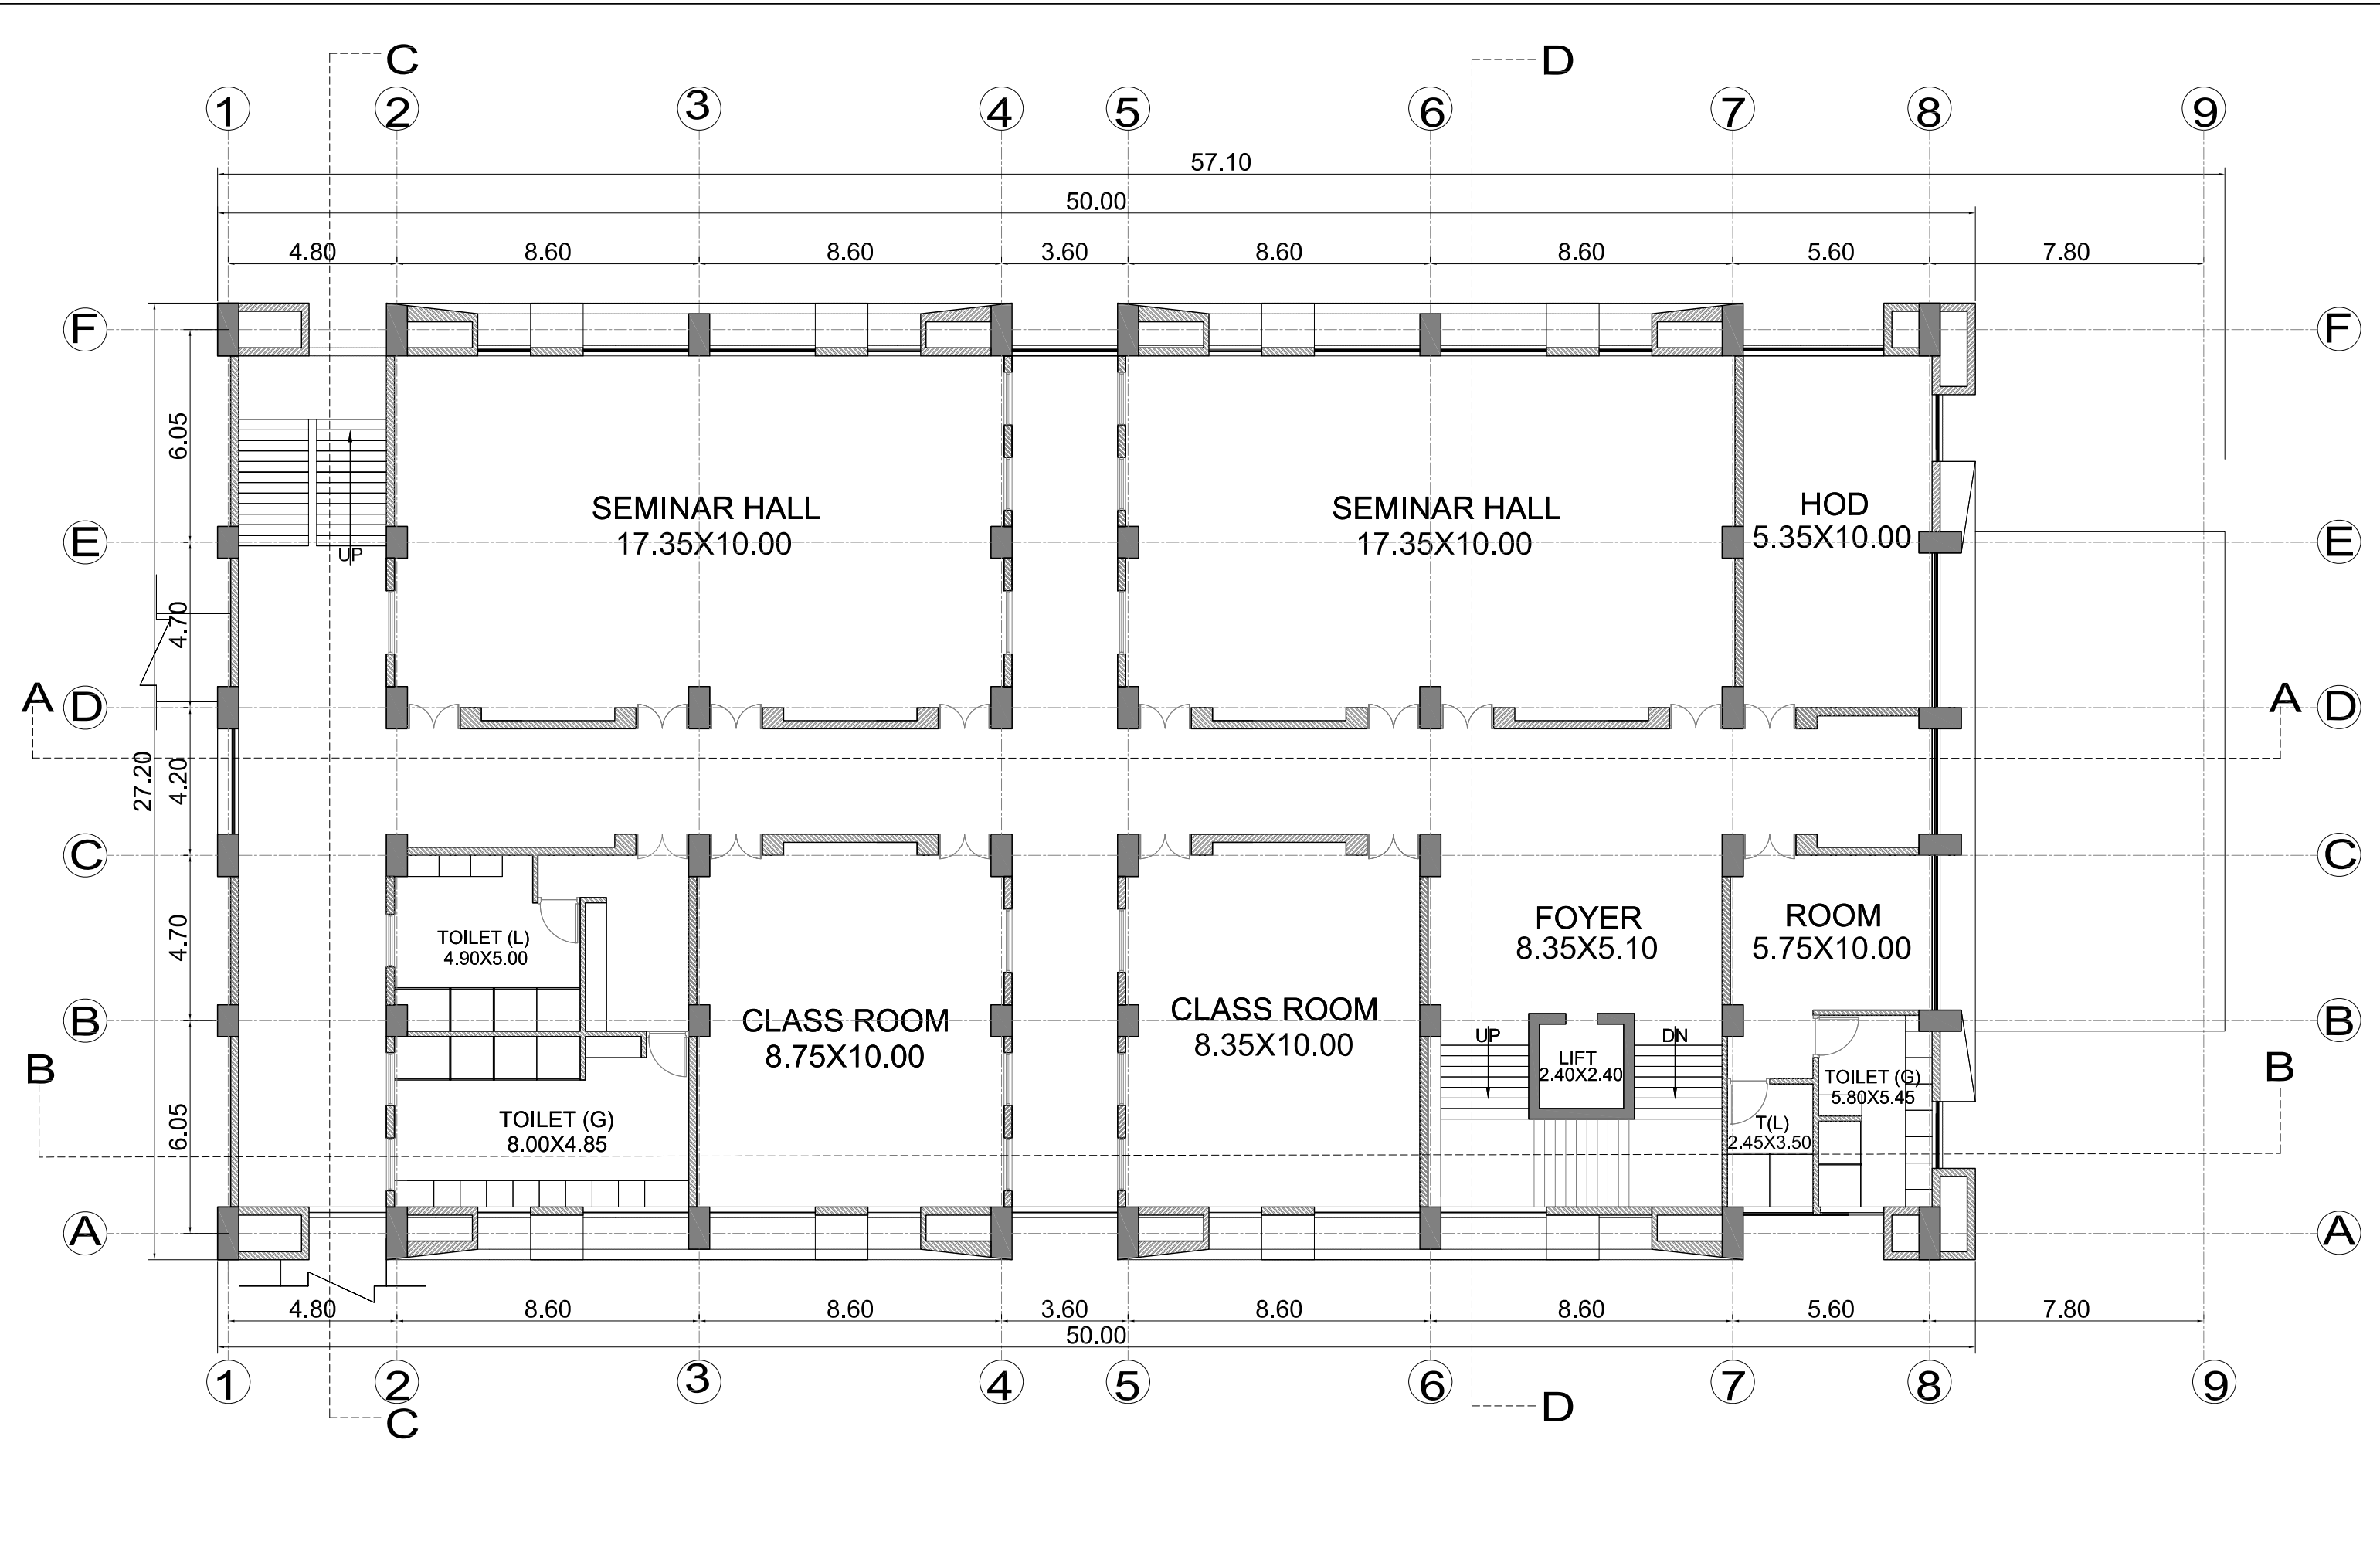 C D
1 2 3 4 5 6 7 8 9
57.10
50.00
4.80 8.60 8.60 3.60 8.60 8.60 5.60 7.80
F F
6.05
SEMINAR HALL
17.35X10.00
SEMINAR HALL
17.35X10.00
HOD
5.35X10.00
E E
UP
4.70
A A
D D
27.20
4.20
C C
TOILET (L)
4.90X5.00
FOYER
8.35X5.10
ROOM
5.75X10.00
4.70
CLASS ROOM
8.75X10.00
CLASS ROOM
8.35X10.00
B B
UP
LIFT
2.40X2.40
DN
B B
TOILET (G)
5.80X5.45
6.05
TOILET (G)
8.00X4.85
T(L)
2.45X3.50
A A
4.80 8.60 8.60 3.60 8.60 8.60 5.60 7.80
50.00
1 2 3 4 5 6 7 8 9
C D